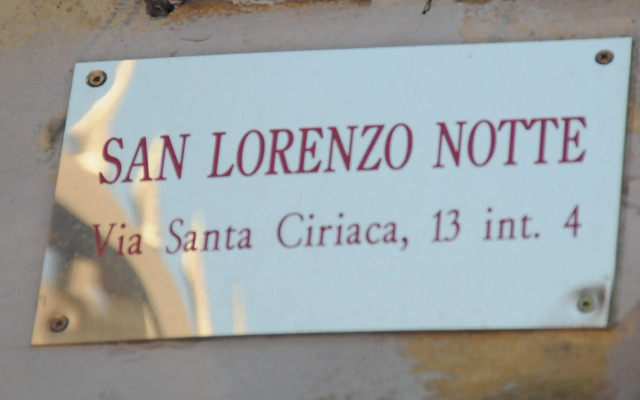 SAN LORENZO NOTTE
Via Santa Ciriaca, 13 int. 4